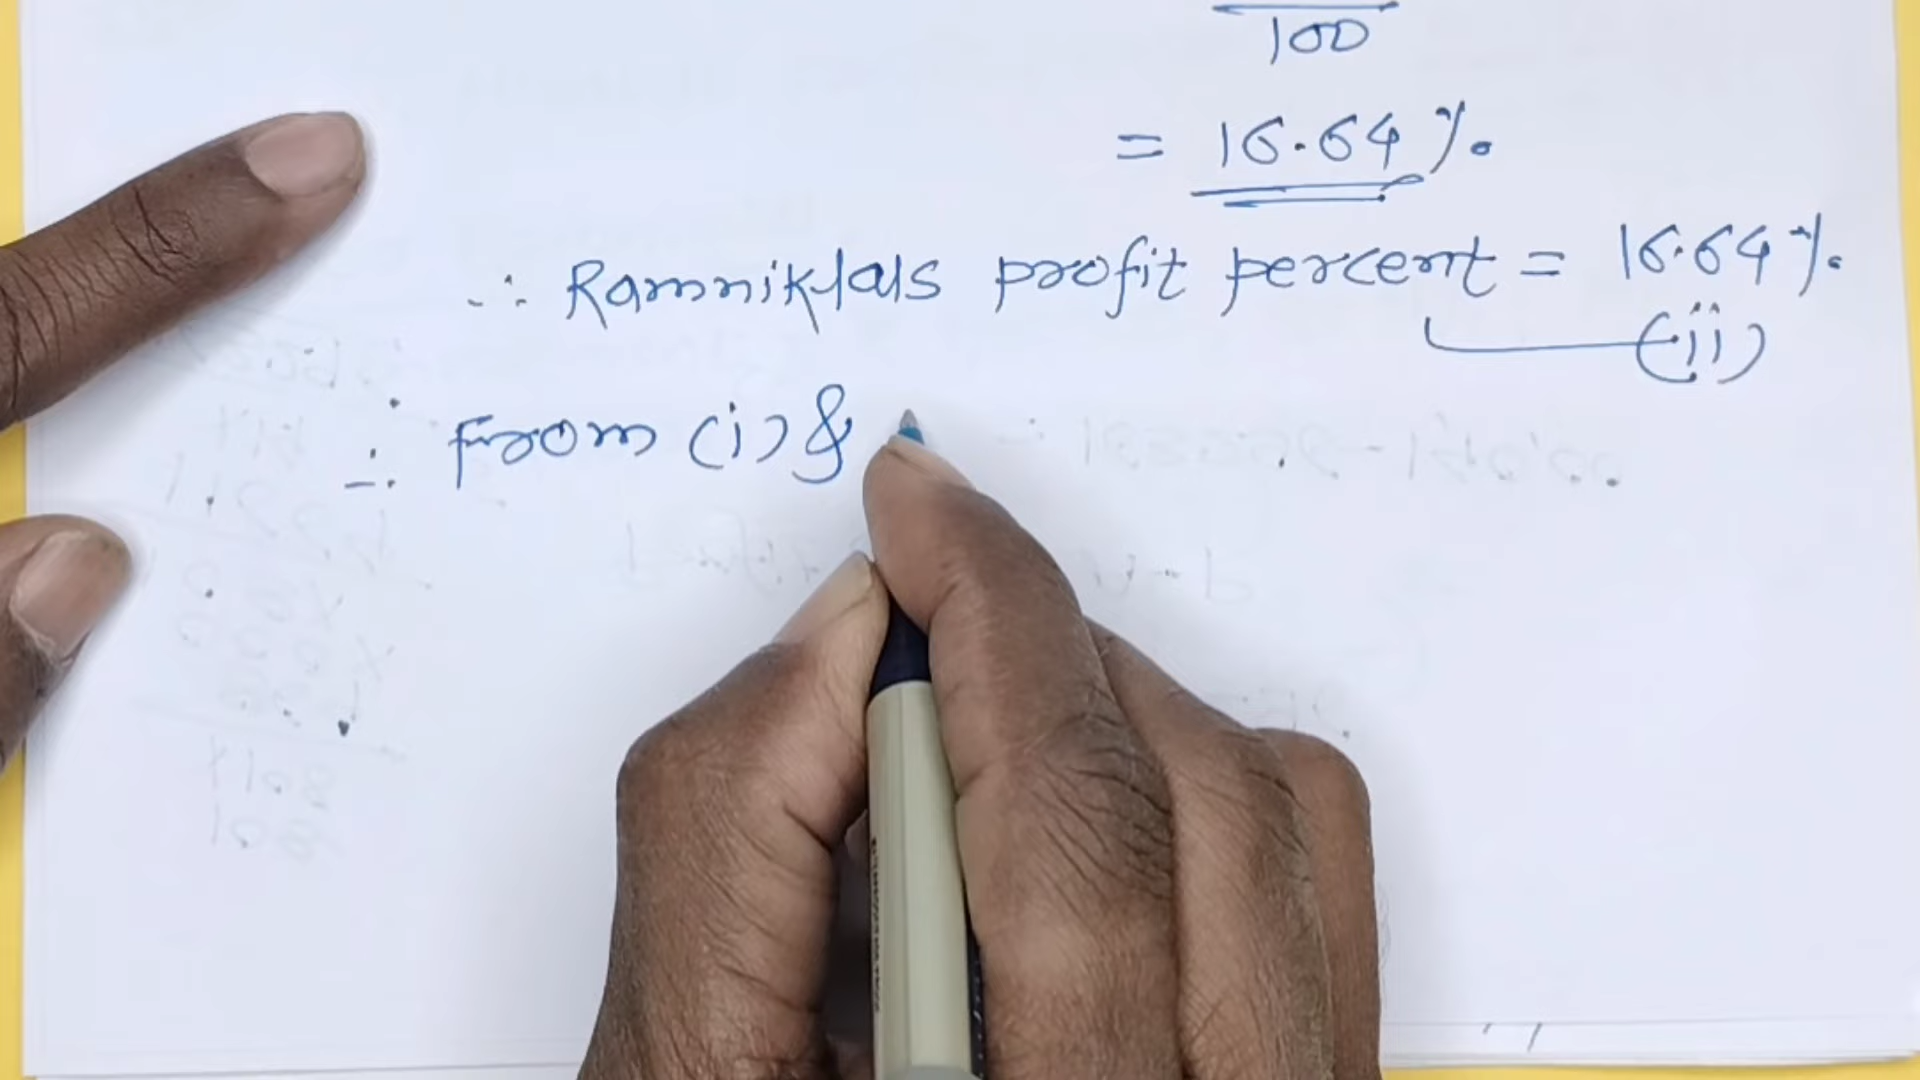 100
= 16.64 %.
∴ Ramniklals profit percent = 16.64 %.
(ii)
∴ From (i) &